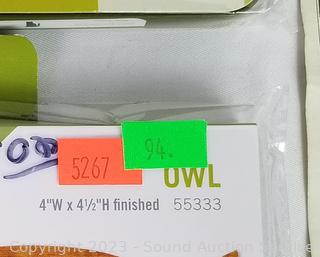 5267 94.
OWL
4"W x 4½"H finished 55333
Copyright 2023 - Sound Auction Service